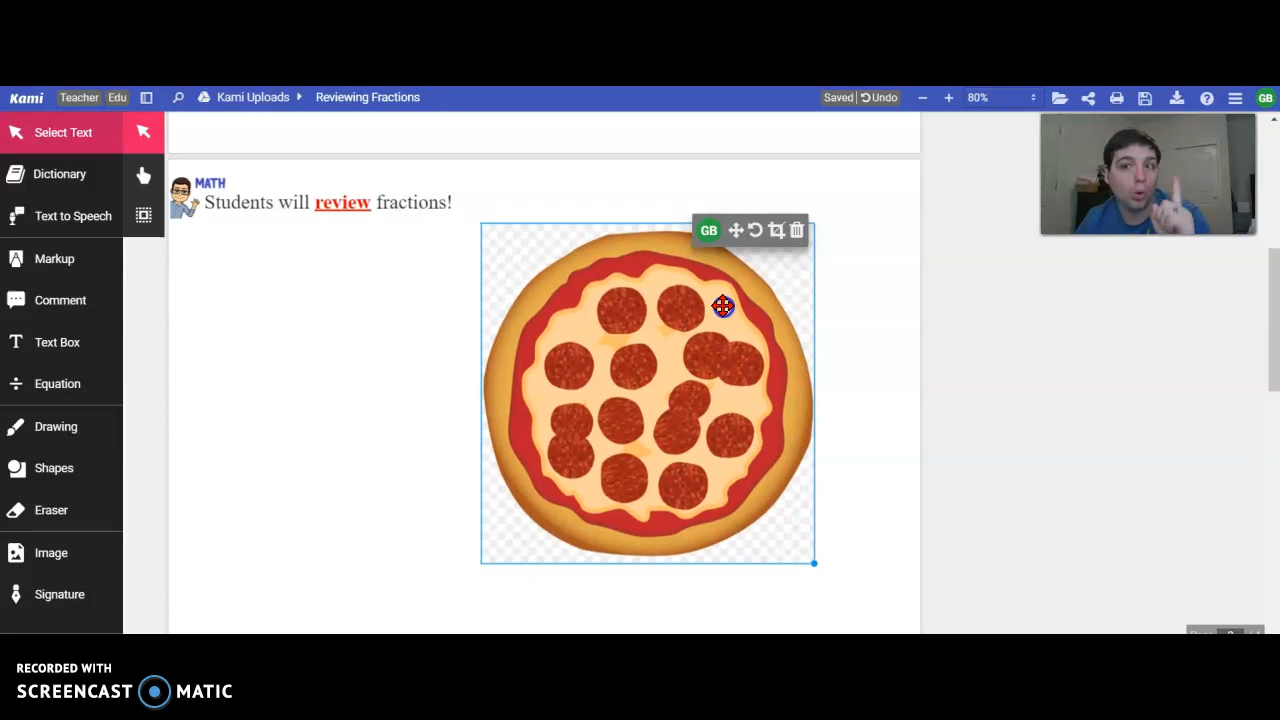 Kami Teacher Edu Kami Uploads Reviewing Fractions Saved Undo 80% GB
Select Text
Dictionary
Text to Speech
Markup
Comment
Text Box
Equation
Drawing
Shapes
Eraser
Image
Signature
MATH
Students will review fractions!
GB
RECORDED WITH
SCREENCAST MATIC